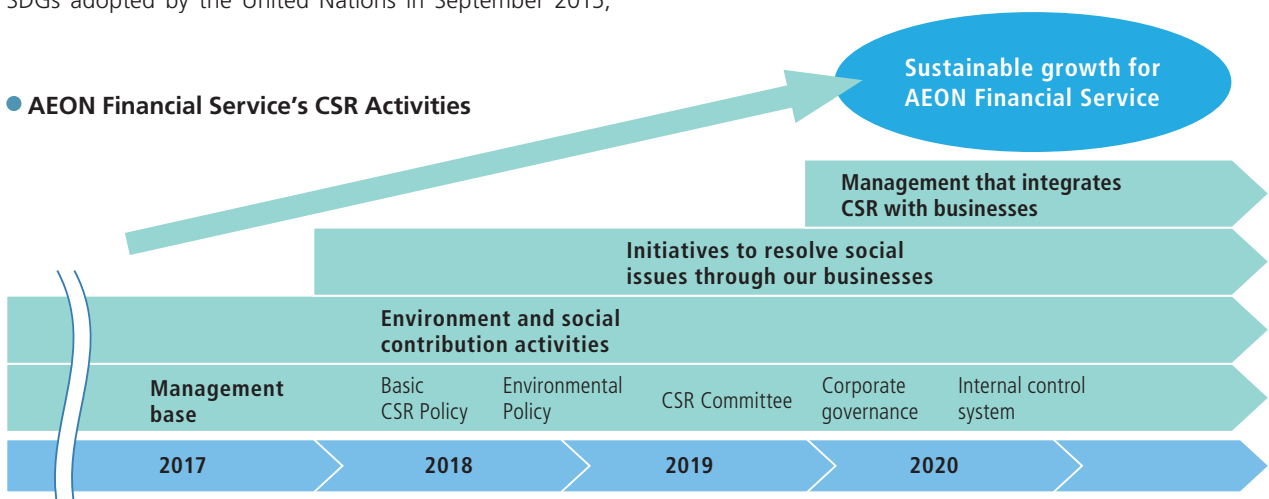 SDGs adopted by the United Nations in September 2015,
Sustainable growth for
AEON Financial Service
● AEON Financial Service's CSR Activities
Management that integrates
CSR with businesses
Initiatives to resolve social
issues through our businesses
Environment and social
contribution activities
Management
base
Basic
CSR Policy
Environmental
Policy
CSR Committee
Corporate
governance
Internal control
system
2017
2018
2019
2020